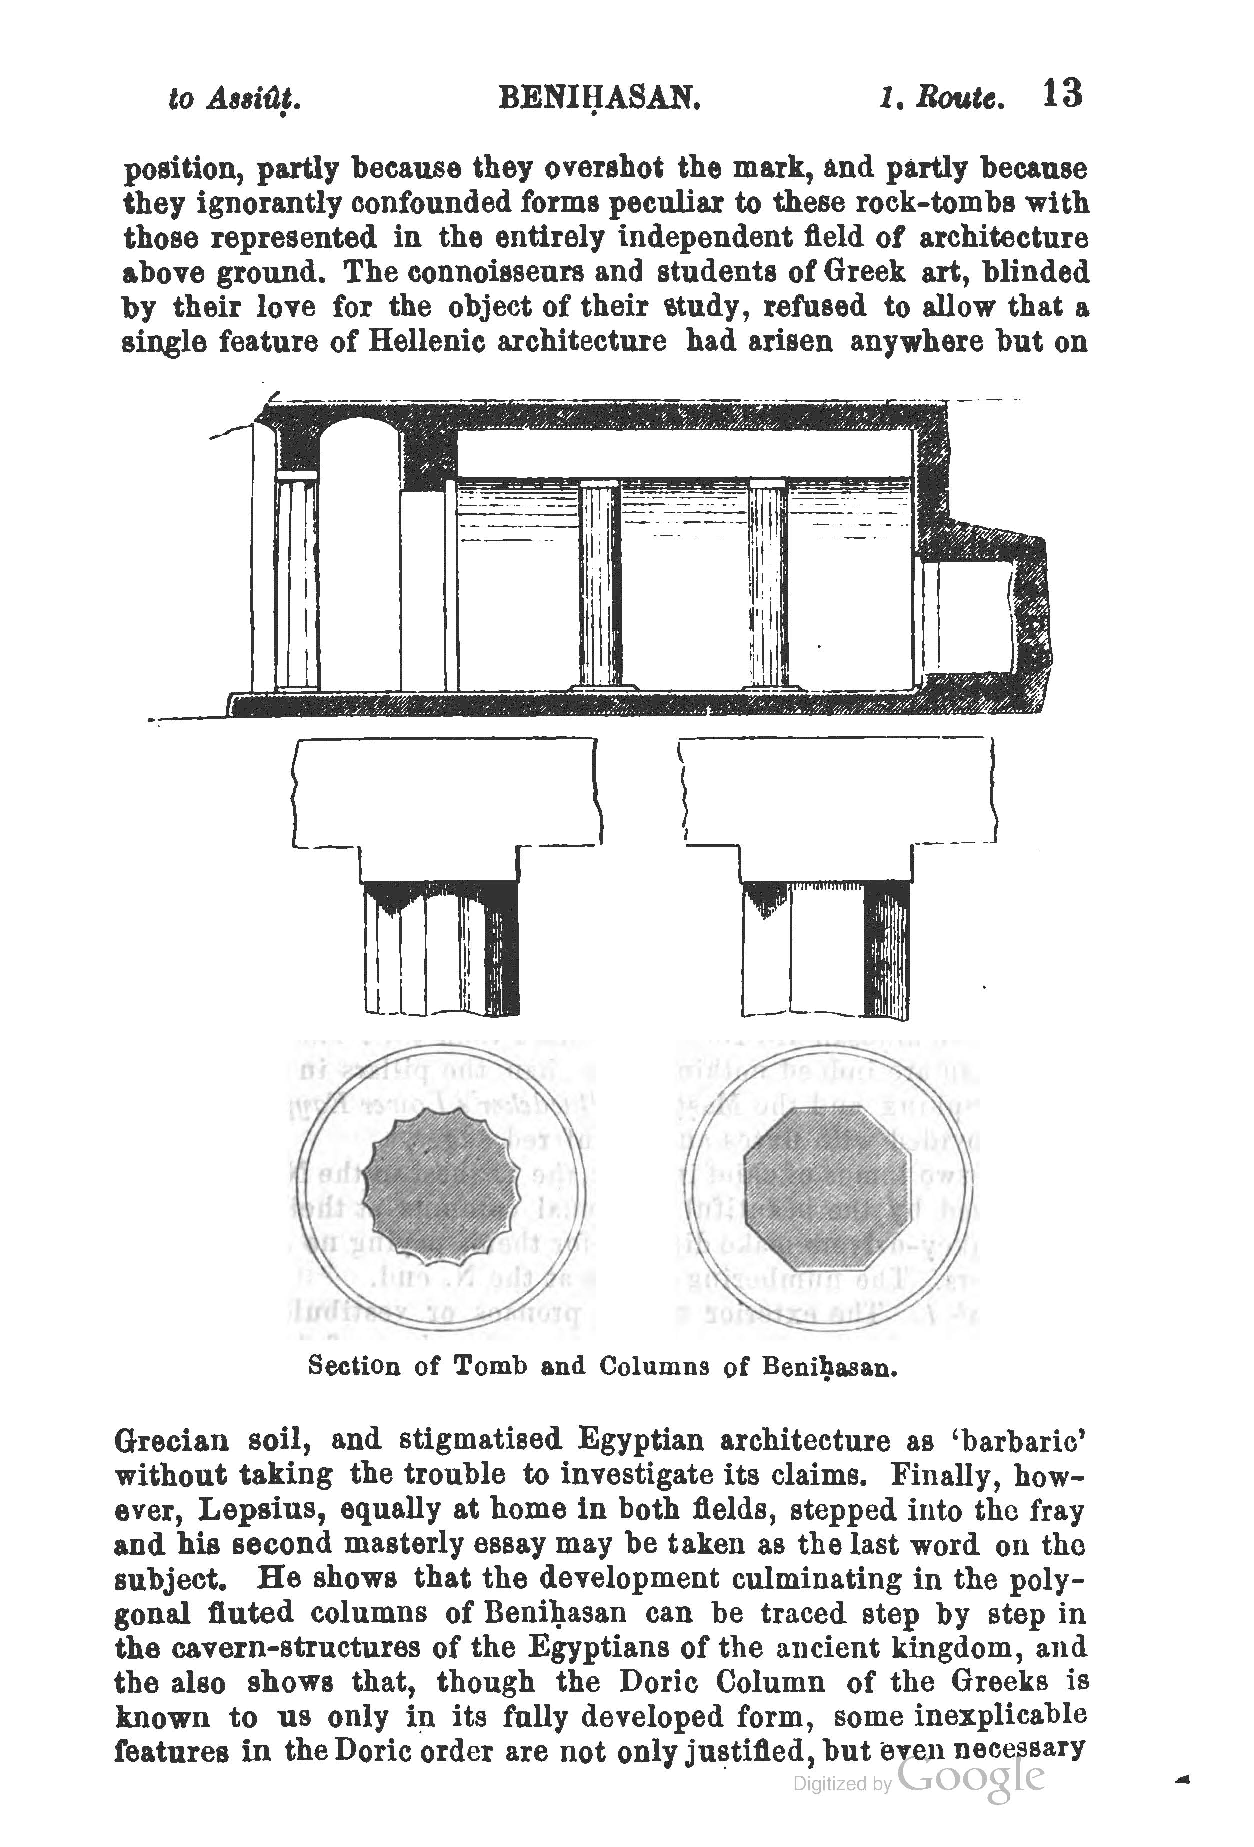 to Assiûṭ. BENIḤASAN. 1. Route. 13
position, partly because they overshot the mark, and partly because
they ignorantly confounded forms peculiar to these rock-tombs with
those represented in the entirely independent field of architecture
above ground. The connoisseurs and students of Greek art, blinded
by their love for the object of their study, refused to allow that a
single feature of Hellenic architecture had arisen anywhere but on
Section of Tomb and Columns of Beniḥasan.
Grecian soil, and stigmatised Egyptian architecture as ‘barbaric’
without taking the trouble to investigate its claims. Finally, how-
ever, Lepsius, equally at home in both fields, stepped into the fray
and his second masterly essay may be taken as the last word on the
subject. He shows that the development culminating in the poly-
gonal fluted columns of Beniḥasan can be traced step by step in
the cavern-structures of the Egyptians of the ancient kingdom, and
the also shows that, though the Doric Column of the Greeks is
known to us only in its fully developed form, some inexplicable
features in the Doric order are not only justified, but even necessary
Digitized by Google